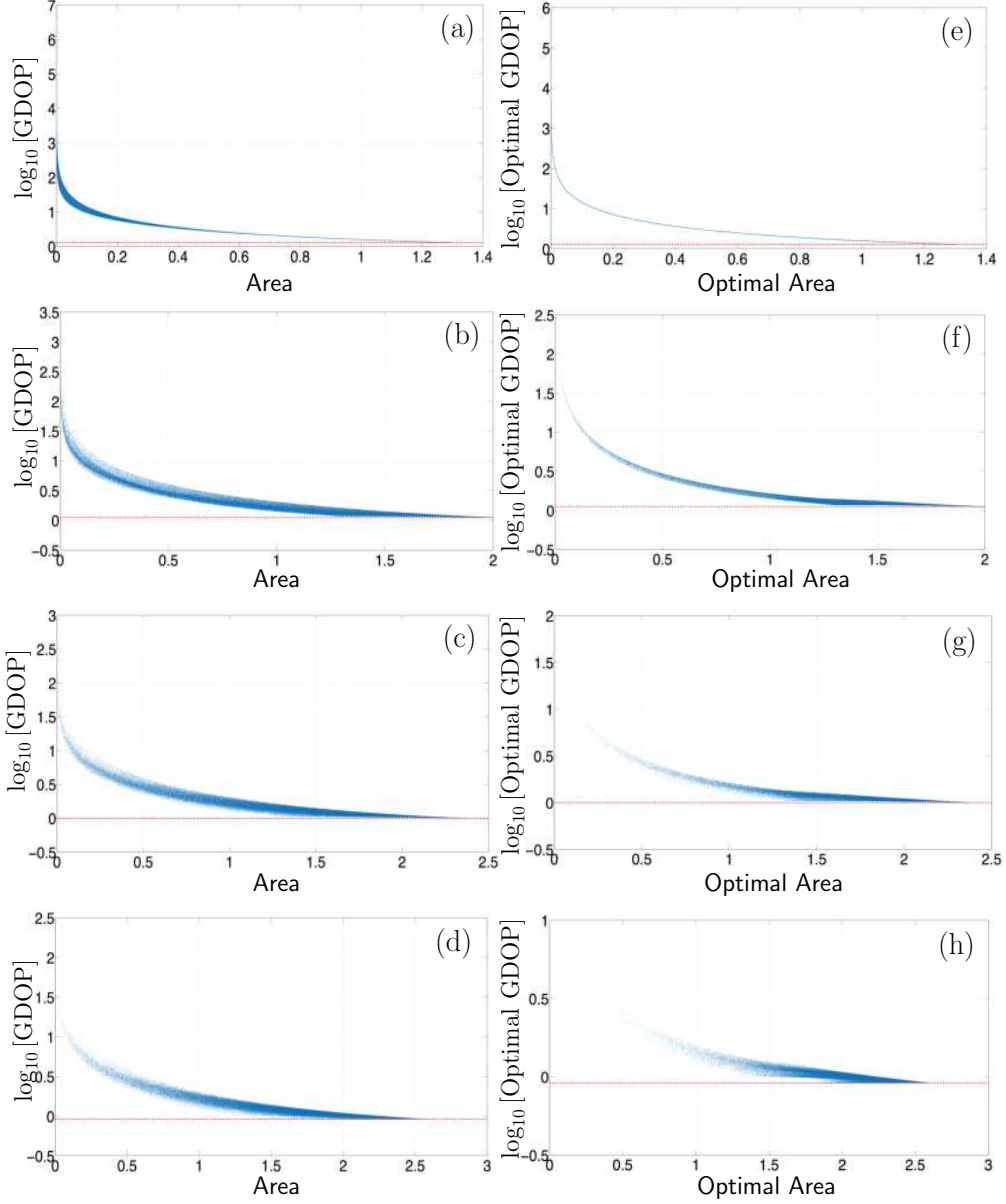 7
6
5
4
3
2
1
0
log10 [GDOP]
(a)
0 0.2 0.4 0.6 0.8 1 1.2 1.4
Area
6
5
4
3
2
1
0
log10 [Optimal GDOP]
(e)
0 0.2 0.4 0.6 0.8 1 1.2 1.4
Optimal Area
3.5
3
2.5
2
1.5
1
0.5
0
−0.5
log10 [GDOP]
(b)
0 0.5 1 1.5 2
Area
2.5
2
1.5
1
0.5
0
−0.5
log10 [Optimal GDOP]
(f)
0 0.5 1 1.5 2
Optimal Area
3
2.5
2
1.5
1
0.5
0
−0.5
log10 [GDOP]
(c)
0 0.5 1 1.5 2 2.5
Area
2
1.5
1
0.5
0
−0.5
log10 [Optimal GDOP]
(g)
0 0.5 1 1.5 2 2.5
Optimal Area
2.5
2
1.5
1
0.5
0
−0.5
log10 [GDOP]
(d)
0 0.5 1 1.5 2 2.5 3
Area
1
0.5
0
−0.5
log10 [Optimal GDOP]
(h)
0 0.5 1 1.5 2 2.5 3
Optimal Area